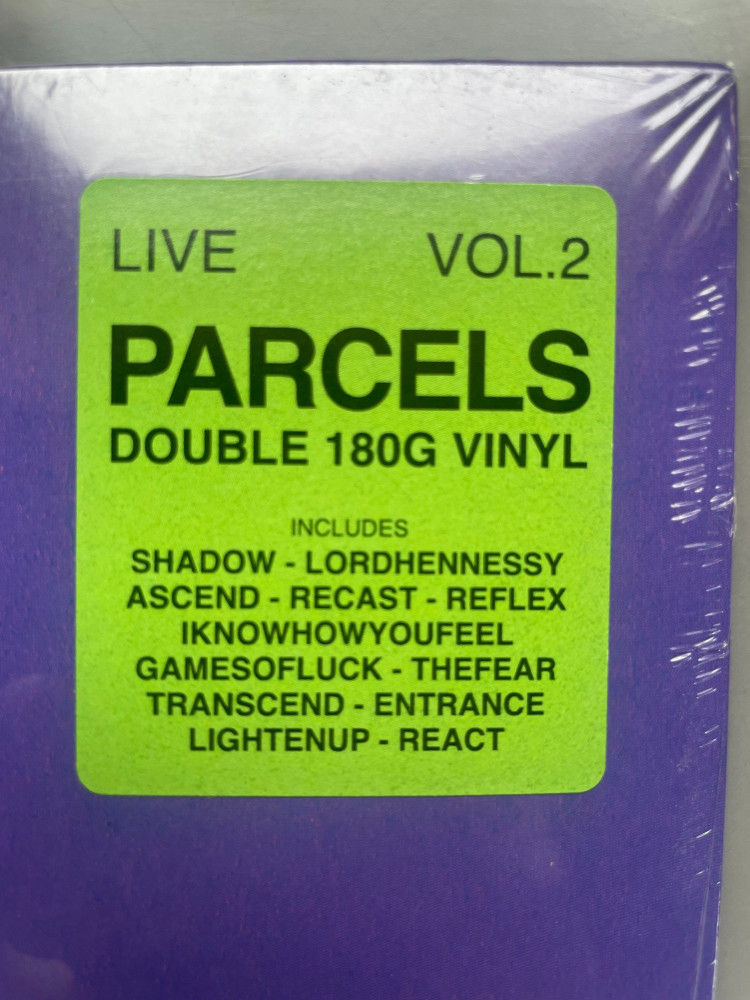 LIVE VOL.2
PARCELS
DOUBLE 180G VINYL
INCLUDES
SHADOW - LORDHENNESSY
ASCEND - RECAST - REFLEX
IKNOWHOWYOUFEEL
GAMESOFLUCK - THEFEAR
TRANSCEND - ENTRANCE
LIGHTENUP - REACT